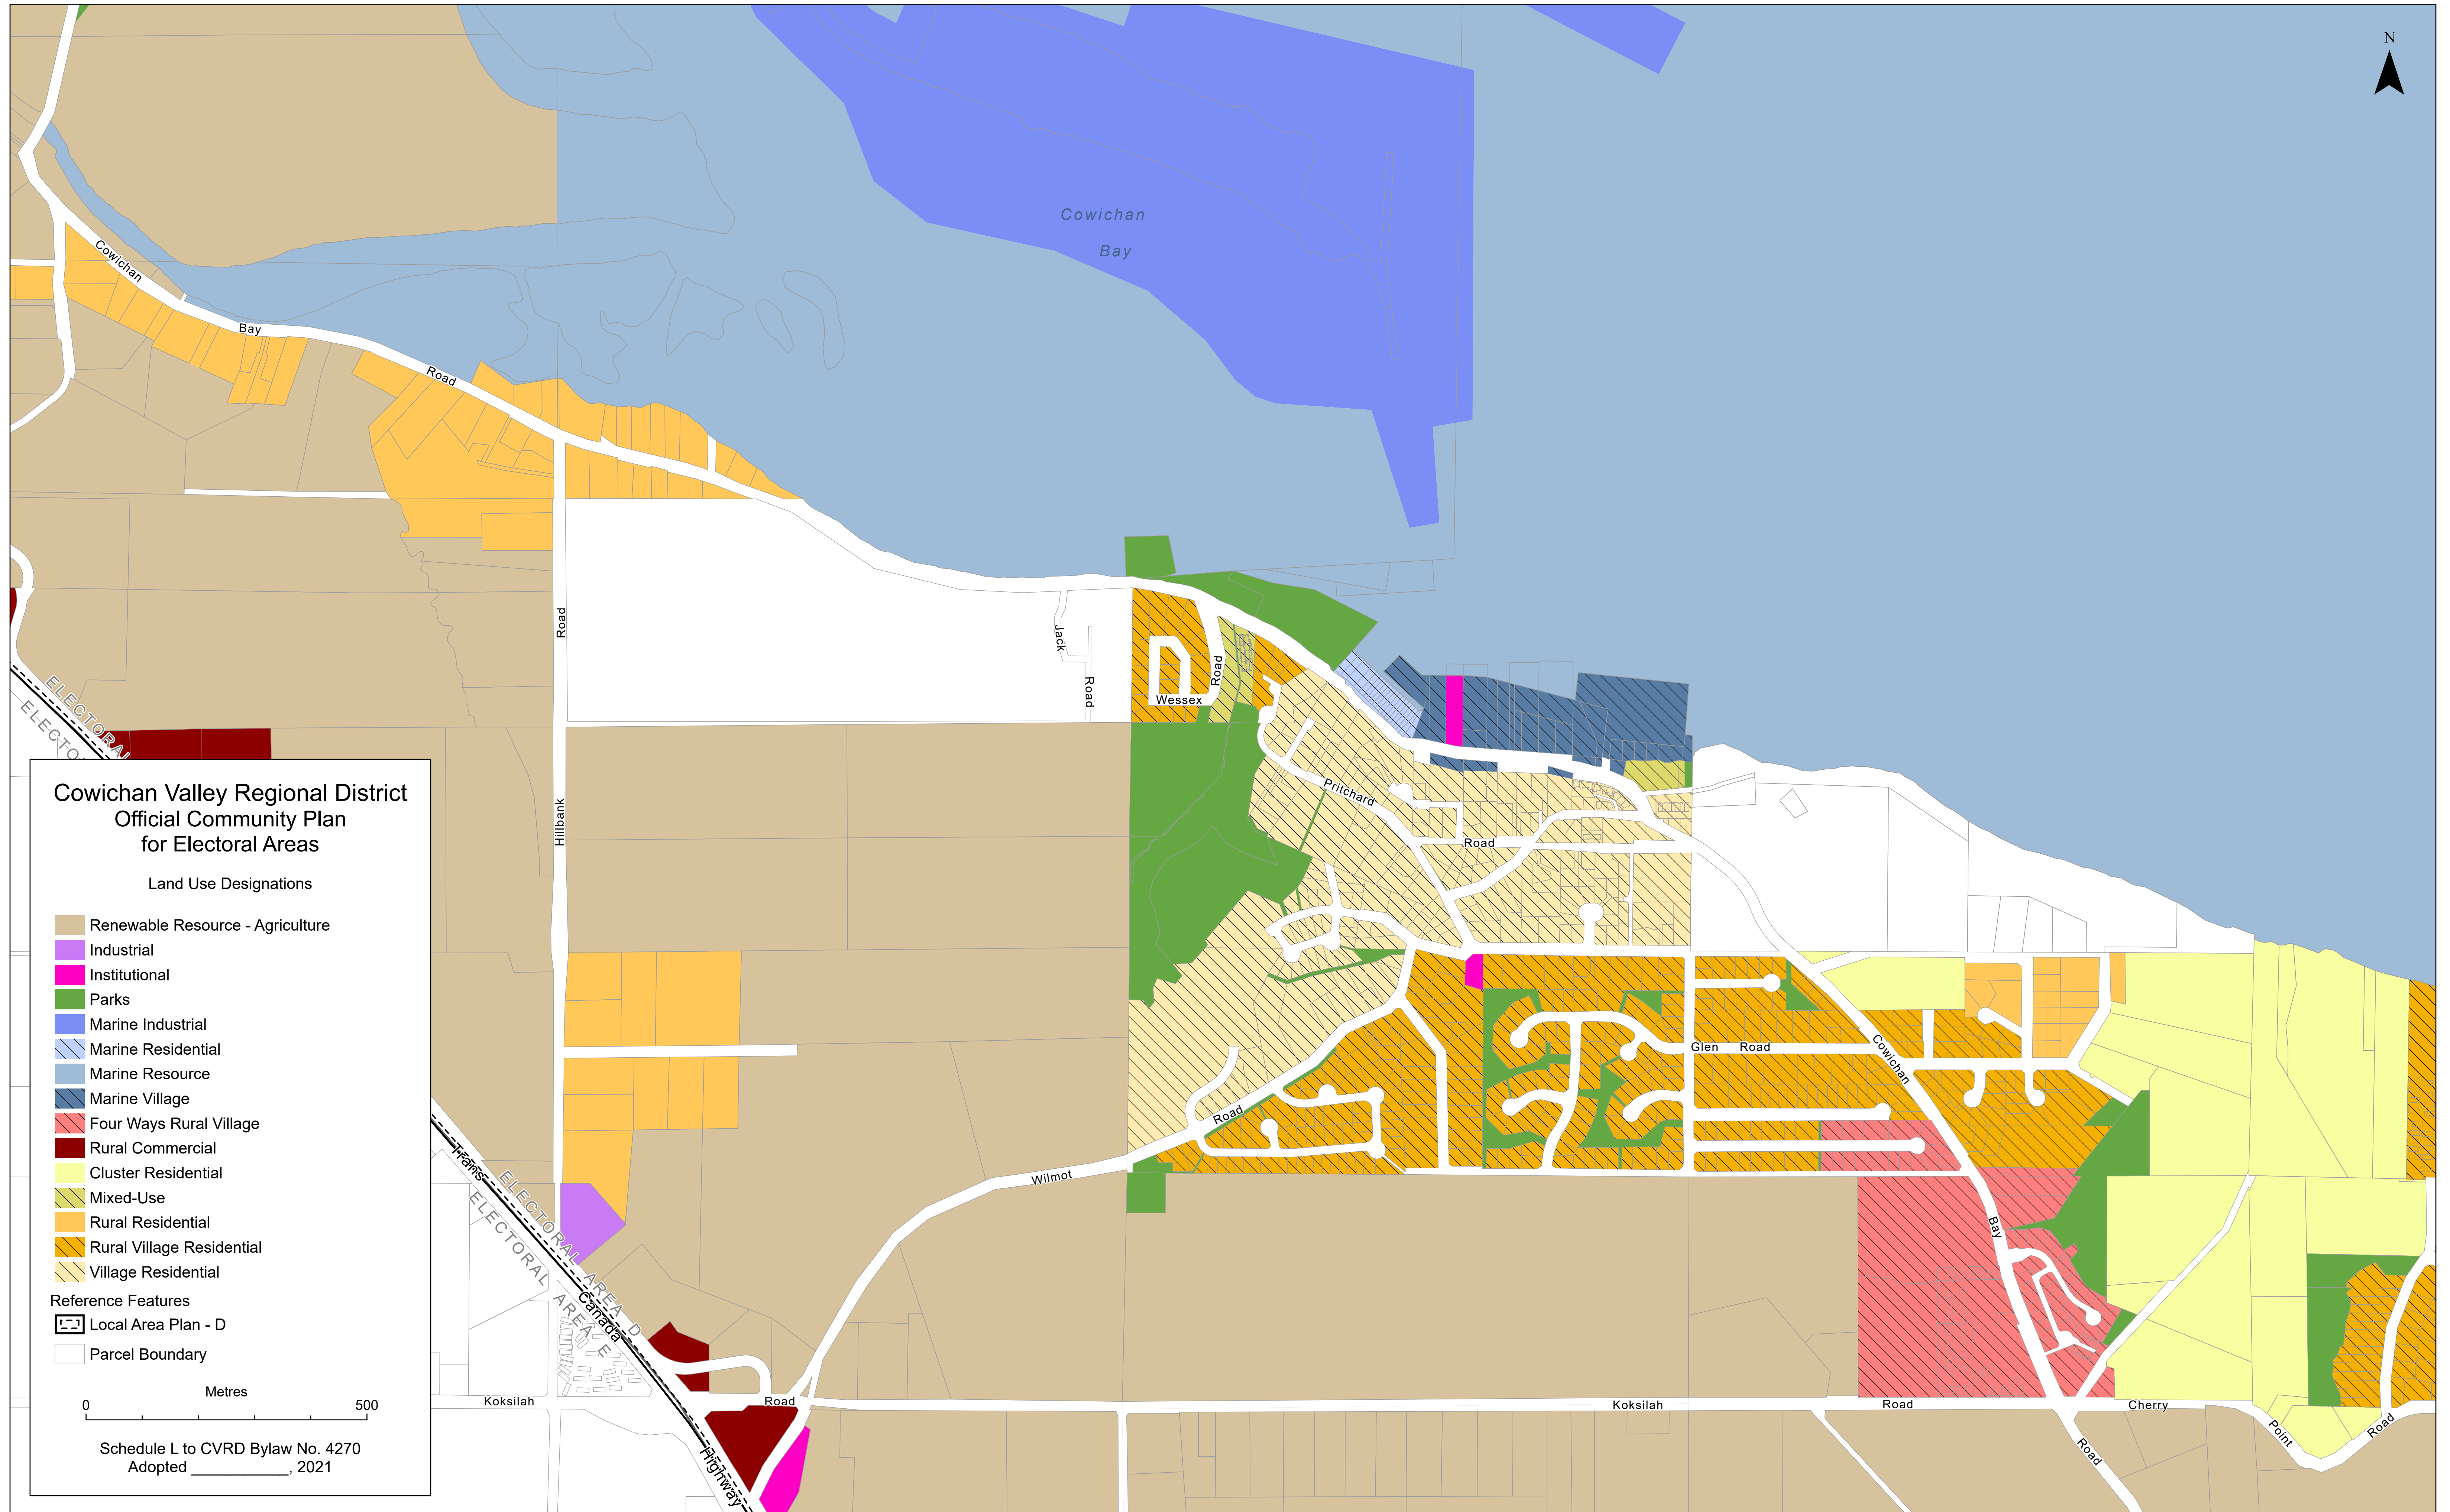 N
Cowichan
Bay
Cowichan
Bay
Road
Road
Hillbank
Jack
Road
Road
Wessex
Pritchard
Road
Glen Road
Cowichan
Bay
Road
Road
Wilmot
ELECTORAL
ELECTO
Trans
Canada
Highway
ELECTORAL AREA D
ELECTORAL AREA E
Koksilah
Road
Koksilah
Road
Cherry
Point
Road
Cowichan Valley Regional District
Official Community Plan
for Electoral Areas
Land Use Designations
Renewable Resource - Agriculture
Industrial
Institutional
Parks
Marine Industrial
Marine Residential
Marine Resource
Marine Village
Four Ways Rural Village
Rural Commercial
Cluster Residential
Mixed-Use
Rural Residential
Rural Village Residential
Village Residential
Reference Features
Local Area Plan - D
Parcel Boundary
Metres
0 500
Schedule L to CVRD Bylaw No. 4270
Adopted ____________, 2021